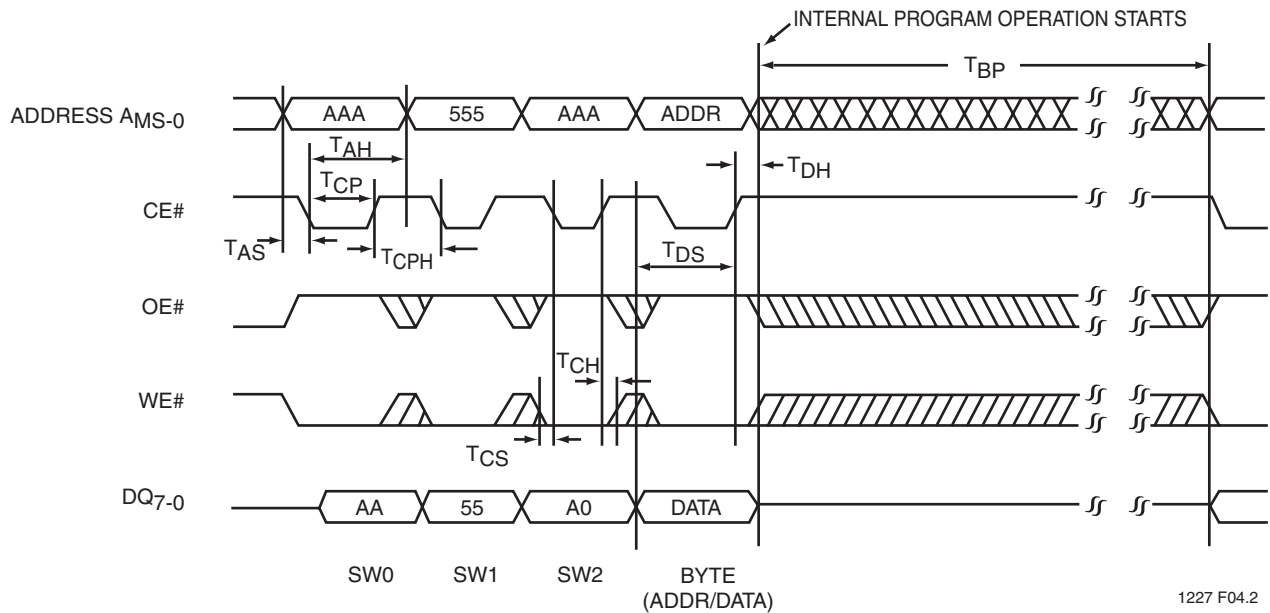 INTERNAL PROGRAM OPERATION STARTS
TBP
ADDRESS AMS-0
AAA
555
AAA
ADDR
TAH
TDH
TCP
CE#
TAS
TCPH
TDS
OE#
TCH
WE#
TCS
DQ7-0
AA
55
A0
DATA
SW0
SW1
SW2
BYTE
(ADDR/DATA)
1227 F04.2